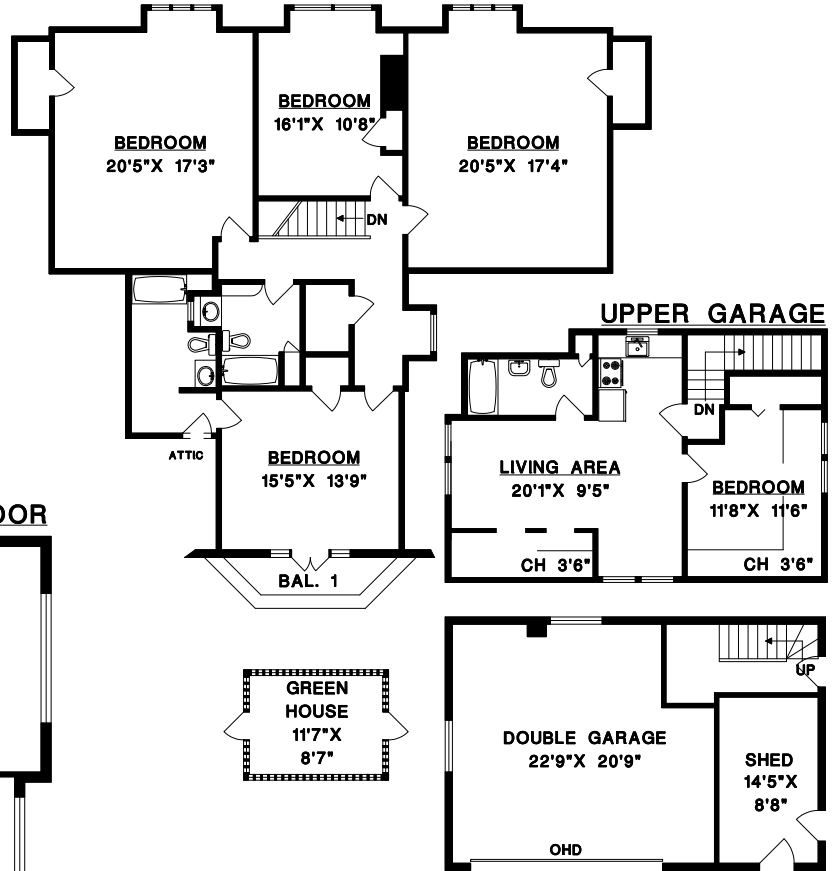 BEDROOM
20'5"X 17'3"
BEDROOM
16'1"X 10'8"
BEDROOM
20'5"X 17'4"
DN
ATTIC
BEDROOM
15'5"X 13'9"
BAL. 1
OOR
UPPER GARAGE
DN
LIVING AREA
20'1"X 9'5"
BEDROOM
11'8"X 11'6"
CH 3'6"
CH 3'6"
GREEN
HOUSE
11'7"X
8'7"
UP
DOUBLE GARAGE
22'9"X 20'9"
SHED
14'5"X
8'8"
OHD